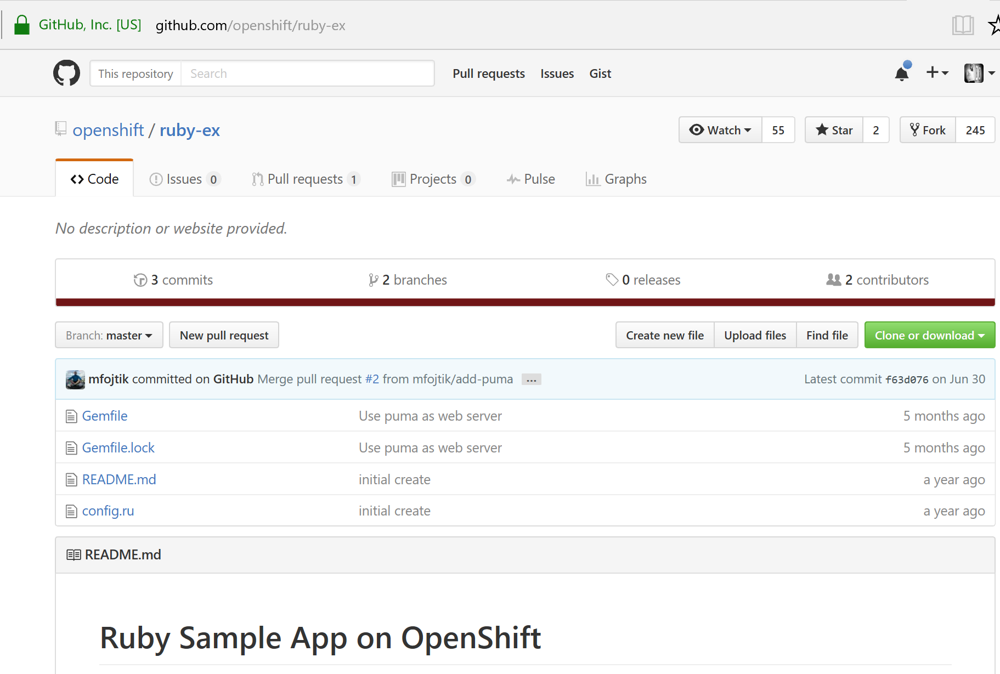 GitHub, Inc. [US] github.com/openshift/ruby-ex
This repository Search Pull requests Issues Gist
openshift / ruby-ex Watch 55 Star 2 Fork 245
Code Issues 0 Pull requests 1 Projects 0 Pulse Graphs
No description or website provided.
3 commits 2 branches 0 releases 2 contributors
Branch: master New pull request Create new file Upload files Find file Clone or download
mfojtik committed on GitHub Merge pull request #2 from mfojtik/add-puma ... Latest commit f63d076 on Jun 30
Gemfile Use puma as web server 5 months ago
Gemfile.lock Use puma as web server 5 months ago
README.md initial create a year ago
config.ru initial create a year ago
README.md
Ruby Sample App on OpenShift